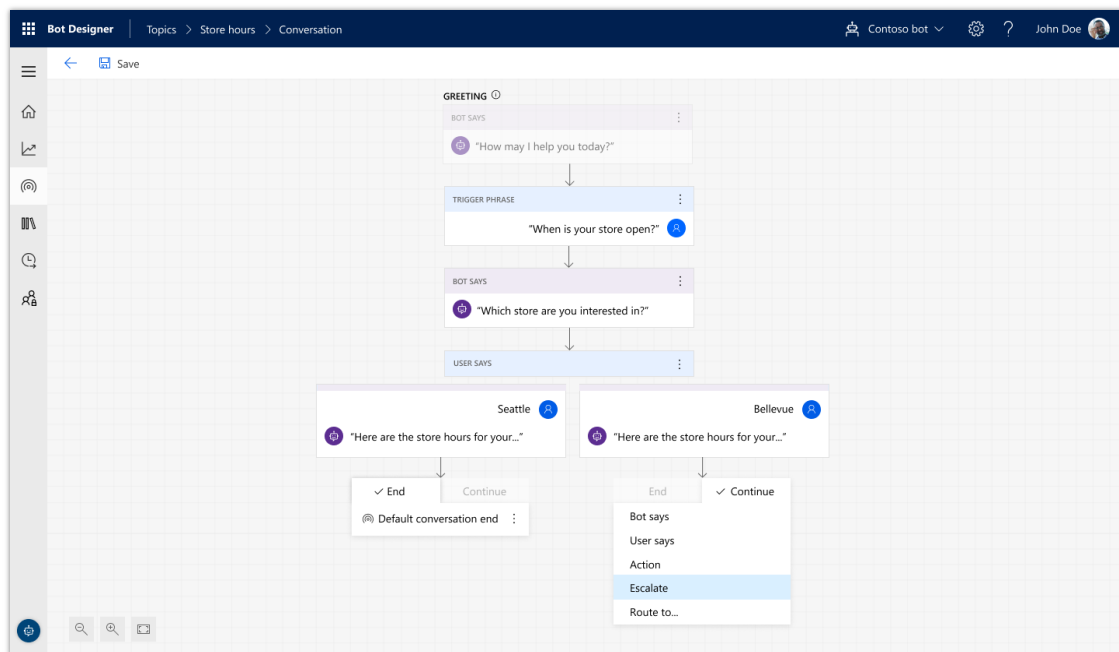 Bot Designer Topics > Store hours > Conversation Contoso bot ? John Doe
Save
GREETING
BOT SAYS
"How may I help you today?"
TRIGGER PHRASE
"When is your store open?"
BOT SAYS
"Which store are you interested in?"
USER SAYS
Seattle
"Here are the store hours for your..."
Bellevue
"Here are the store hours for your..."
End Continue
Default conversation end
End Continue
Bot says
User says
Action
Escalate
Route to...